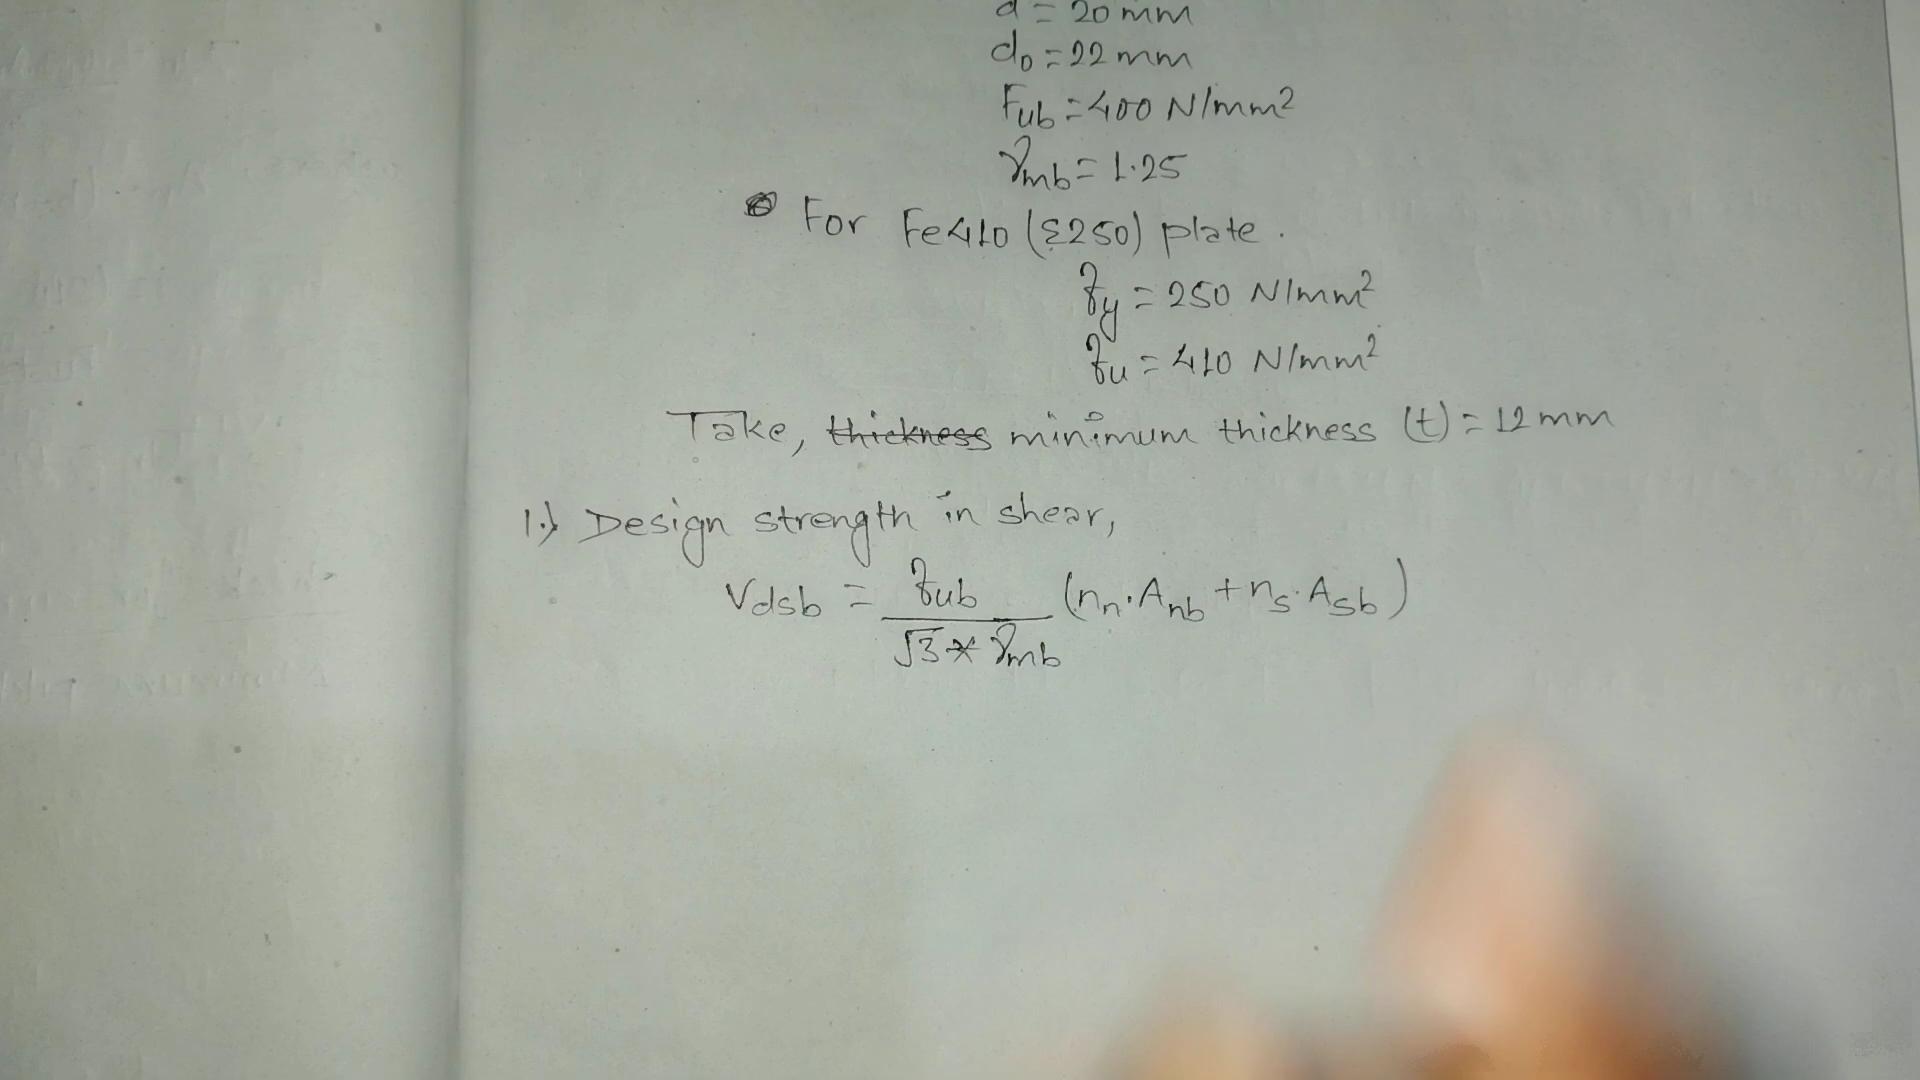 d = 20 mm
do = 22 mm
Fub = 400 N/mm²
γmb = 1.25
For Fe410 (E250) plate.
fy = 250 N/mm²
fu = 410 N/mm²
Take, thickness minimum thickness (t) = 12 mm
1.) Design strength in shear,
Vdsb = fub / √3 * γmb (nn. Anb + ns. Asb)